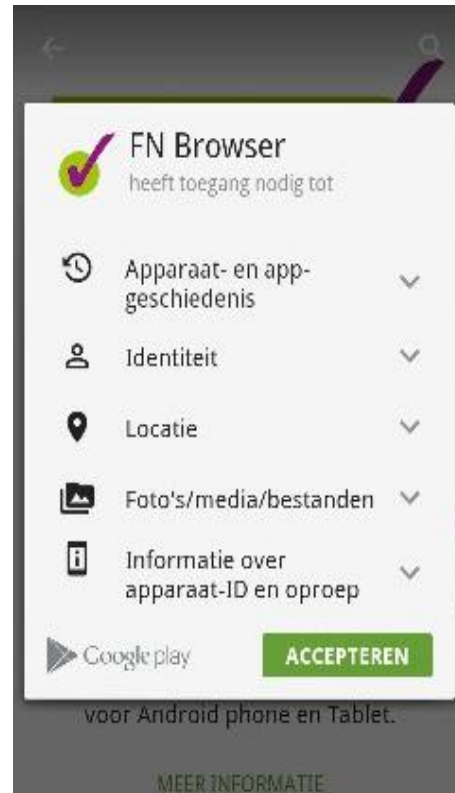 FN Browser
heeft toegang nodig tot
Apparaat- en app-
geschiedenis
Identiteit
Locatie
Foto's/media/bestanden
Informatie over
apparaat-ID en oproep
Google play
ACCEPTEREN
voor Android phone en Tablet.
MEER INFORMATIE